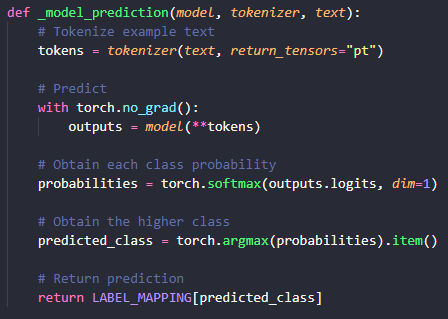 def _model_prediction(model, tokenizer, text):
# Tokenize example text
tokens = tokenizer(text, return_tensors="pt")
# Predict
with torch.no_grad():
outputs = model(**tokens)
# Obtain each class probability
probabilities = torch.softmax(outputs.logits, dim=1)
# Obtain the higher class
predicted_class = torch.argmax(probabilities).item()
# Return prediction
return LABEL_MAPPING[predicted_class]